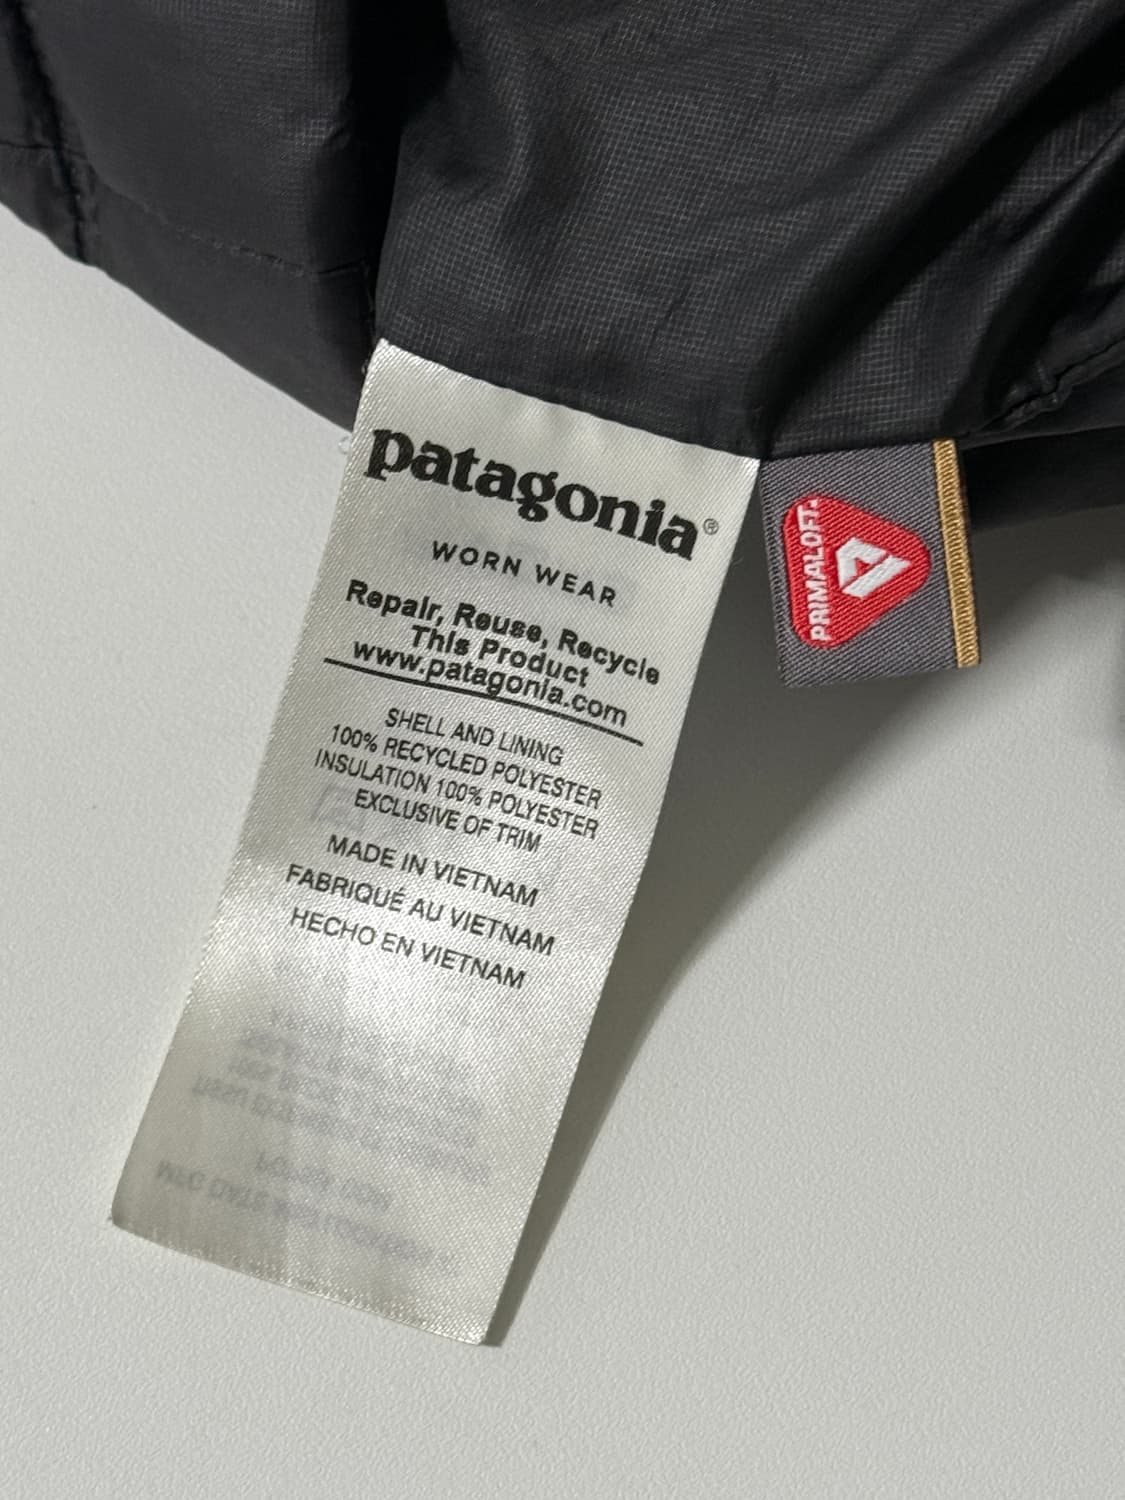 patagonia®
WORN WEAR
Repair, Reuse, Recycle
This Product
www.patagonia.com
SHELL AND LINING
100% RECYCLED POLYESTER
INSULATION 100% POLYESTER
EXCLUSIVE OF TRIM
MADE IN VIETNAM
FABRIQUÉ AU VIETNAM
HECHO EN VIETNAM
PRIMALOFT